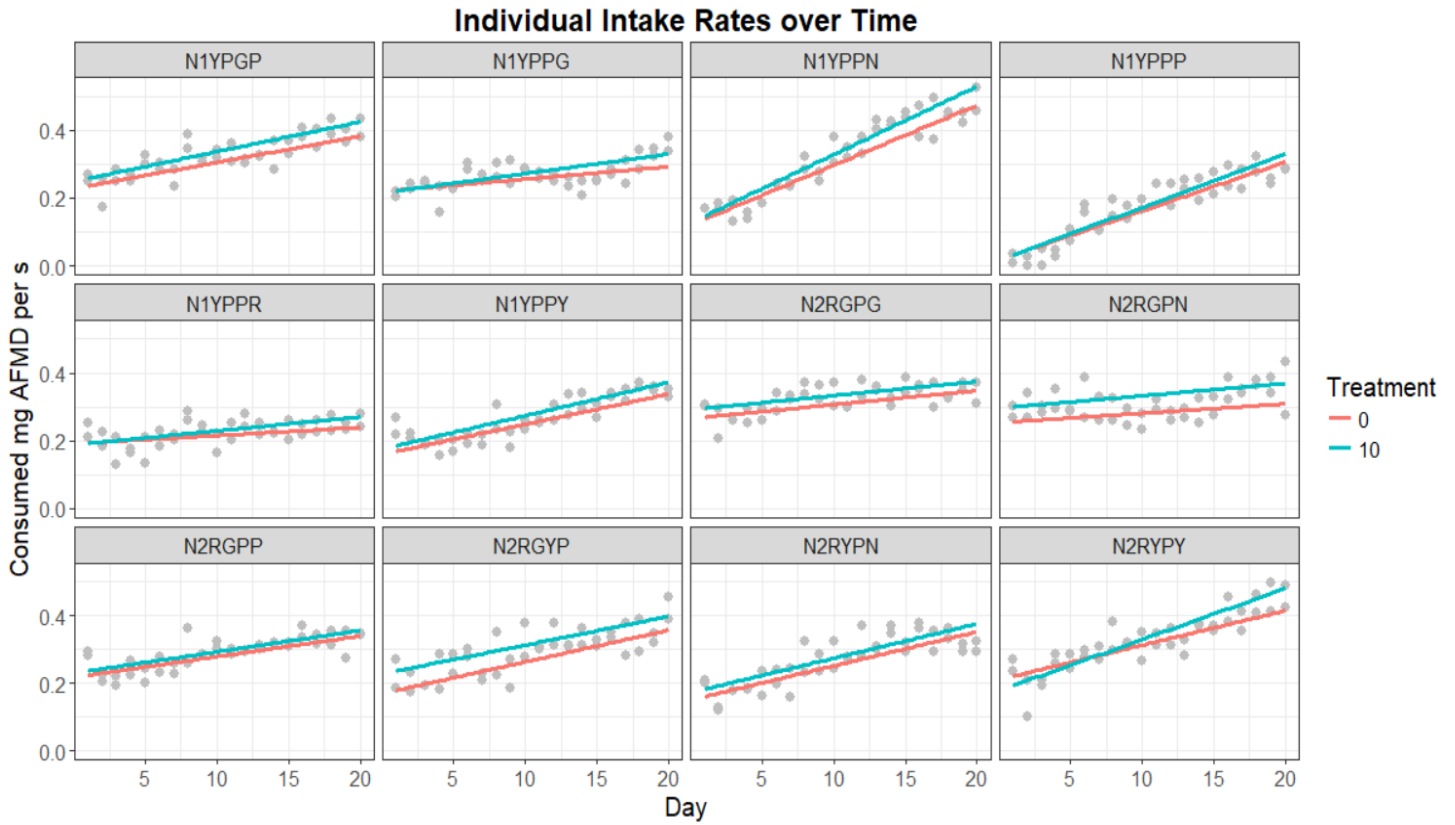 Individual Intake Rates over Time
N1YPGP N1YPPG N1YPPN N1YPPP
0.4
0.2
0.0
N1YPPR N1YPPY N2RGPG N2RGPN
0.4
0.2
0.0
N2RGPP N2RGYP N2RYPN N2RYPY
0.4
0.2
0.0
5 10 15 20 5 10 15 20 5 10 15 20 5 10 15 20
Day
Consumed mg AFMD per s
Treatment
0
10